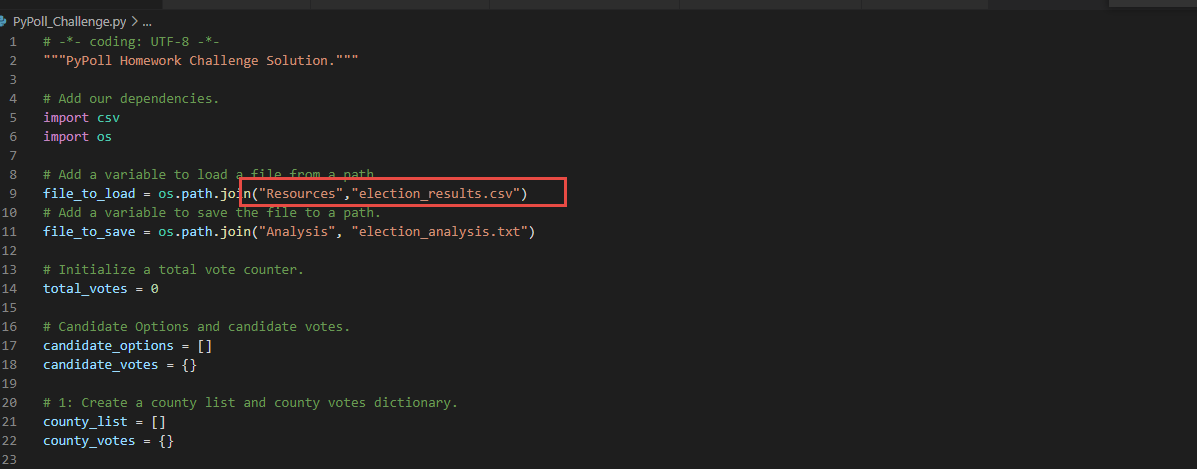 PyPoll_Challenge.py > ...
1 # -*- coding: UTF-8 -*-
2 """PyPoll Homework Challenge Solution."""
3
4 # Add our dependencies.
5 import csv
6 import os
7
8 # Add a variable to load a file from a path.
9 file_to_load = os.path.join("Resources","election_results.csv")
10 # Add a variable to save the file to a path.
11 file_to_save = os.path.join("Analysis", "election_analysis.txt")
12
13 # Initialize a total vote counter.
14 total_votes = 0
15
16 # Candidate Options and candidate votes.
17 candidate_options = []
18 candidate_votes = {}
19
20 # 1: Create a county list and county votes dictionary.
21 county_list = []
22 county_votes = {}
23